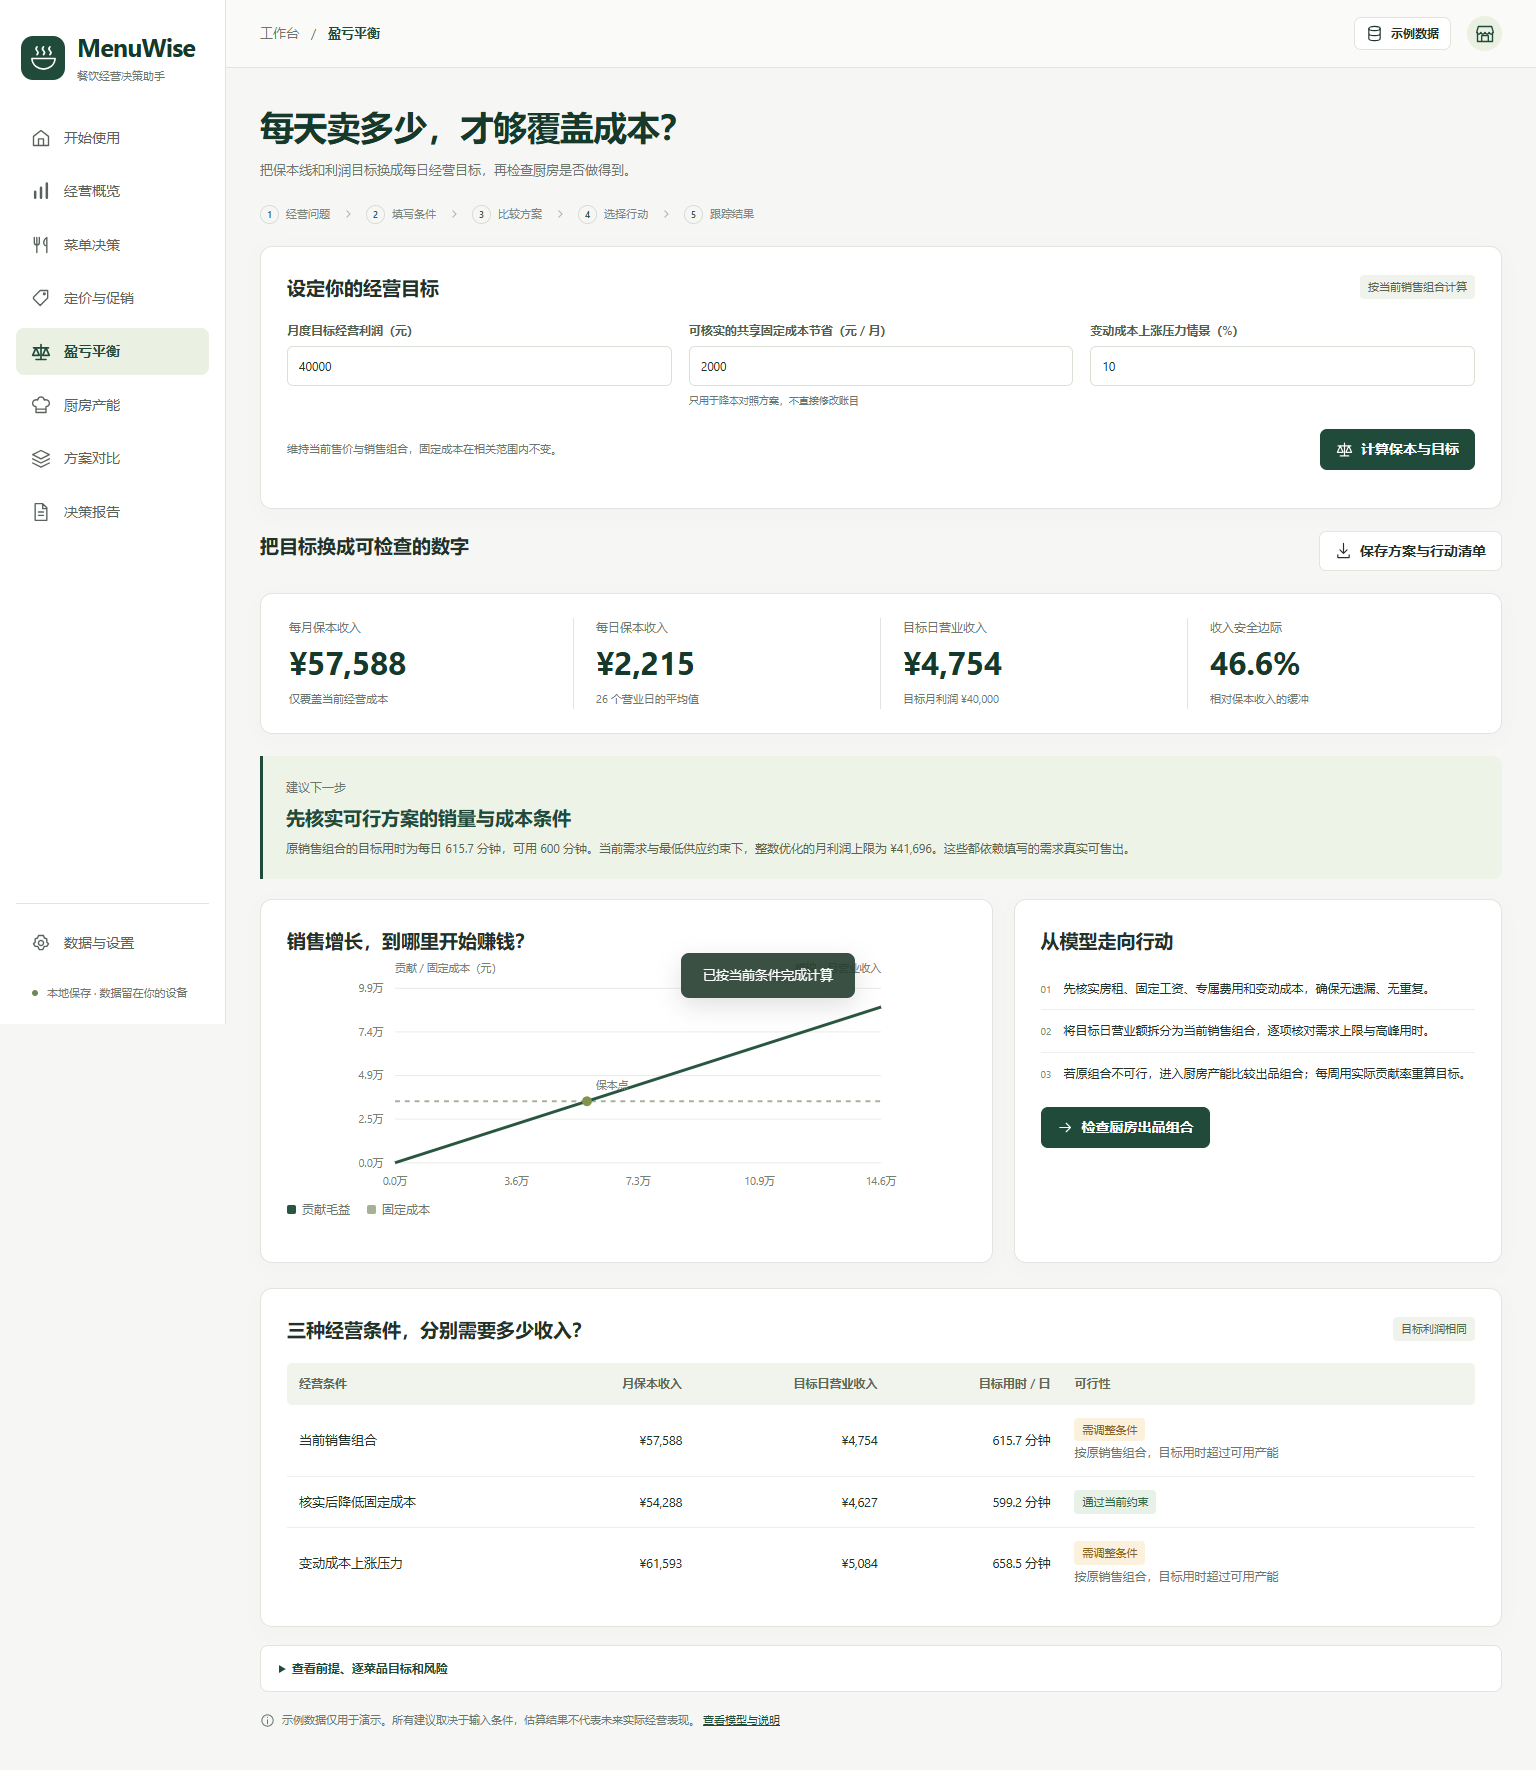 MenuWise
餐饮经营决策助手
开始使用
经营概览
菜单决策
定价与促销
盈亏平衡
厨房产能
方案对比
决策报告
数据与设置
本地保存 · 数据留在你的设备
工作台 / 盈亏平衡
示例数据
每天卖多少，才够覆盖成本？
把保本线和利润目标换成每日经营目标，再检查厨房是否做得到。
1 经营问题 2 填写条件 3 比较方案 4 选择行动 5 跟踪结果
设定你的经营目标
按当前销售组合计算
月度目标经营利润（元） 可核实的共享固定成本节省（元 / 月） 变动成本上涨压力情景（%）
40000 2000 10
只用于降本对照方案，不直接修改账目
维持当前售价与销售组合，固定成本在相关范围内不变。
计算保本与目标
把目标换成可检查的数字
保存方案与行动清单
每月保本收入 每日保本收入 目标日营业收入 收入安全边际
¥57,588 ¥2,215 ¥4,754 46.6%
仅覆盖当前经营成本 26 个营业日的平均值 目标月利润 ¥40,000 相对保本收入的缓冲
建议下一步
先核实可行方案的销量与成本条件
原销售组合的目标用时为每日 615.7 分钟，可用 600 分钟。当前需求与最低供应约束下，整数优化的月利润上限为 ¥41,696。这些都依赖填写的需求真实可售出。
销售增长，到哪里开始赚钱？
贡献 / 固定成本（元）
业收入
已按当前条件完成计算
9.9万
7.4万
4.9万
2.5万
0.0万
保本点
0.0万 3.6万 7.3万 10.9万 14.6万
贡献毛益 固定成本
从模型走向行动
01 先核实房租、固定工资、专属费用和变动成本，确保无遗漏、无重复。
02 将目标日营业额拆分为当前销售组合，逐项核对需求上限与高峰用时。
03 若原组合不可行，进入厨房产能比较出品组合；每周用实际贡献率重算目标。
检查厨房出品组合
三种经营条件，分别需要多少收入？
目标利润相同
经营条件 月保本收入 目标日营业收入 目标用时 / 日 可行性
当前销售组合 ¥57,588 ¥4,754 615.7 分钟 需调整条件
按原销售组合，目标用时超过可用产能
核实后降低固定成本 ¥54,288 ¥4,627 599.2 分钟 通过当前约束
变动成本上涨压力 ¥61,593 ¥5,084 658.5 分钟 需调整条件
按原销售组合，目标用时超过可用产能
查看前提、逐菜品目标和风险
示例数据仅用于演示。所有建议取决于输入条件，估算结果不代表未来实际经营表现。 查看模型与说明